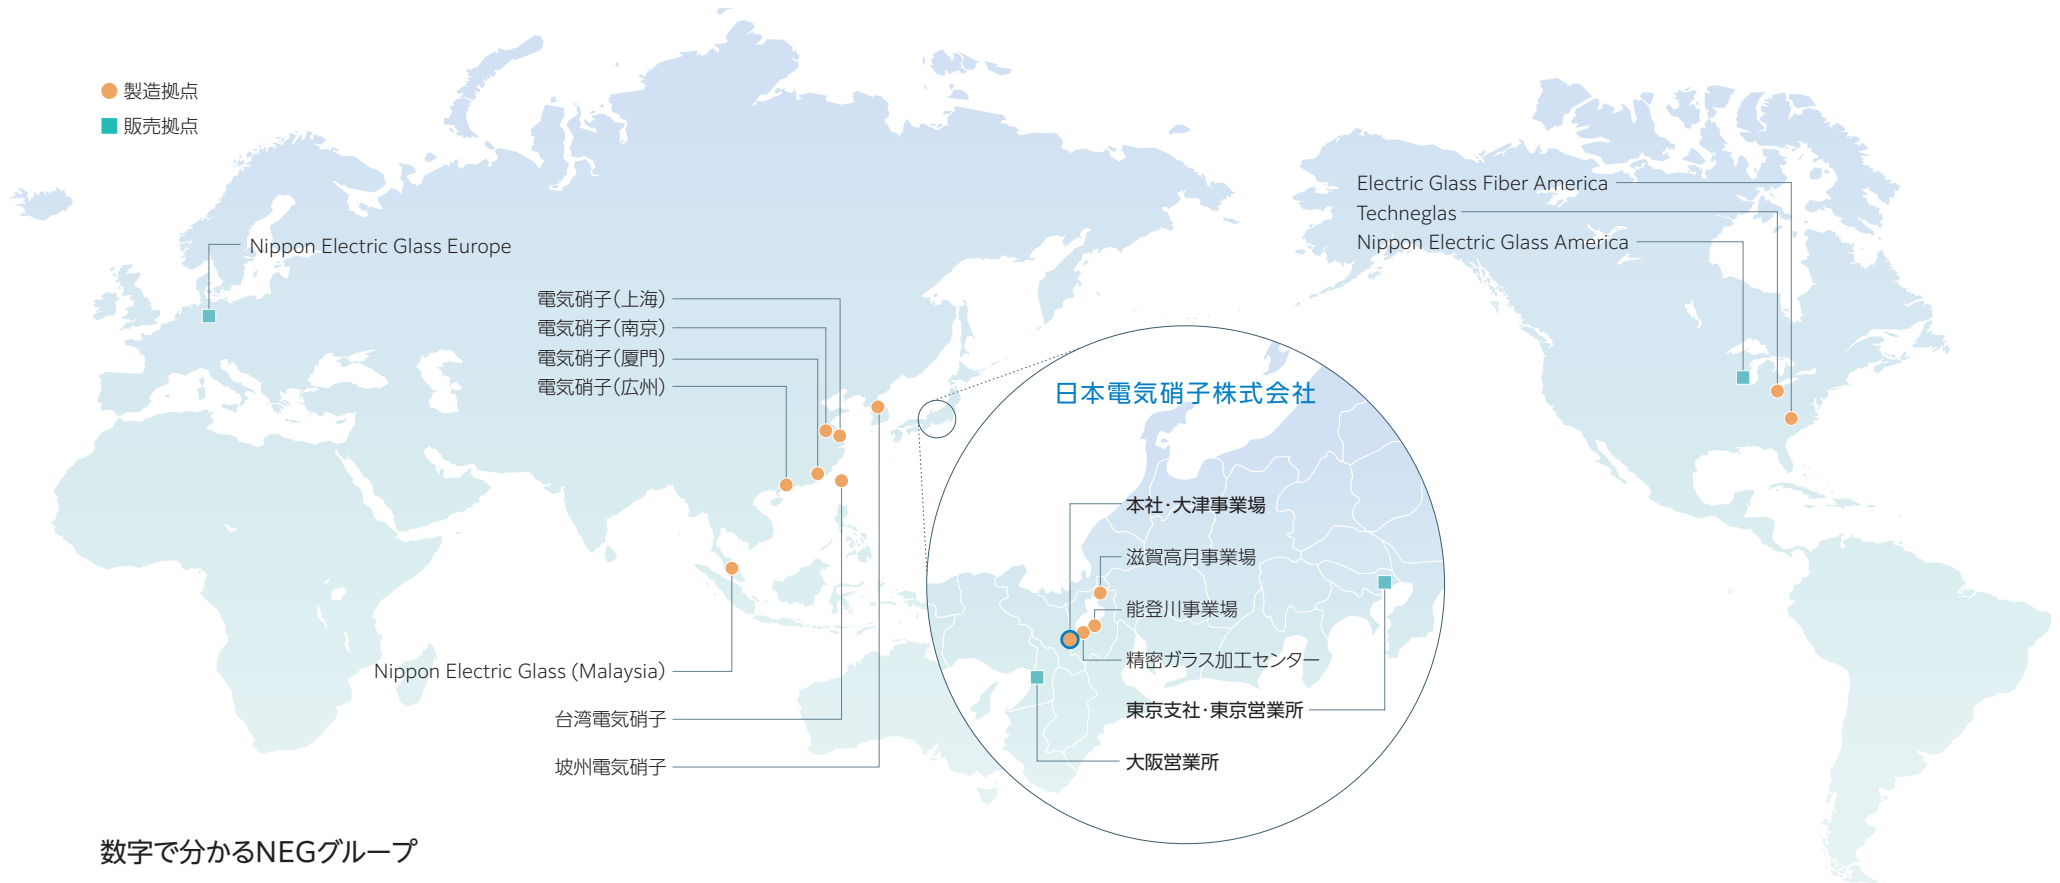 製造拠点
販売拠点
Electric Glass Fiber America
Techneglas
Nippon Electric Glass America
Nippon Electric Glass Europe
電気硝子（上海）
電気硝子（南京）
電気硝子（厦門）
電気硝子（広州）
日本電気硝子株式会社
本社・大津事業場
滋賀高月事業場
能登川事業場
精密ガラス加工センター
東京支社・東京営業所
大阪営業所
Nippon Electric Glass (Malaysia)
台湾電気硝子
坡州電気硝子
数字で分かるNEGグループ